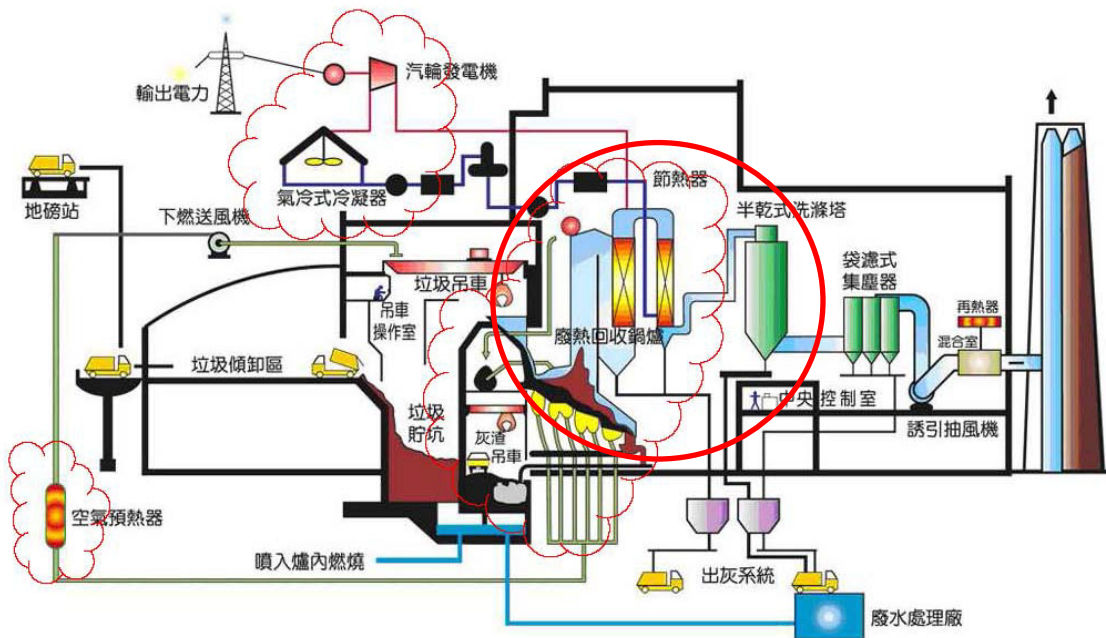 汽輪發電機
輸出電力
節熱器
氣冷式冷凝器
半乾式洗滌塔
地磅站
下燃送風機
袋濾式
集塵器
垃圾吊車
再熱器
吊車
操作室
廢熱回收鍋爐
混合室
垃圾傾卸區
中央控制室
垃圾
貯坑
誘引抽風機
灰渣
吊車
空氣預熱器
噴入爐內燃燒
出灰系統
廢水處理廠